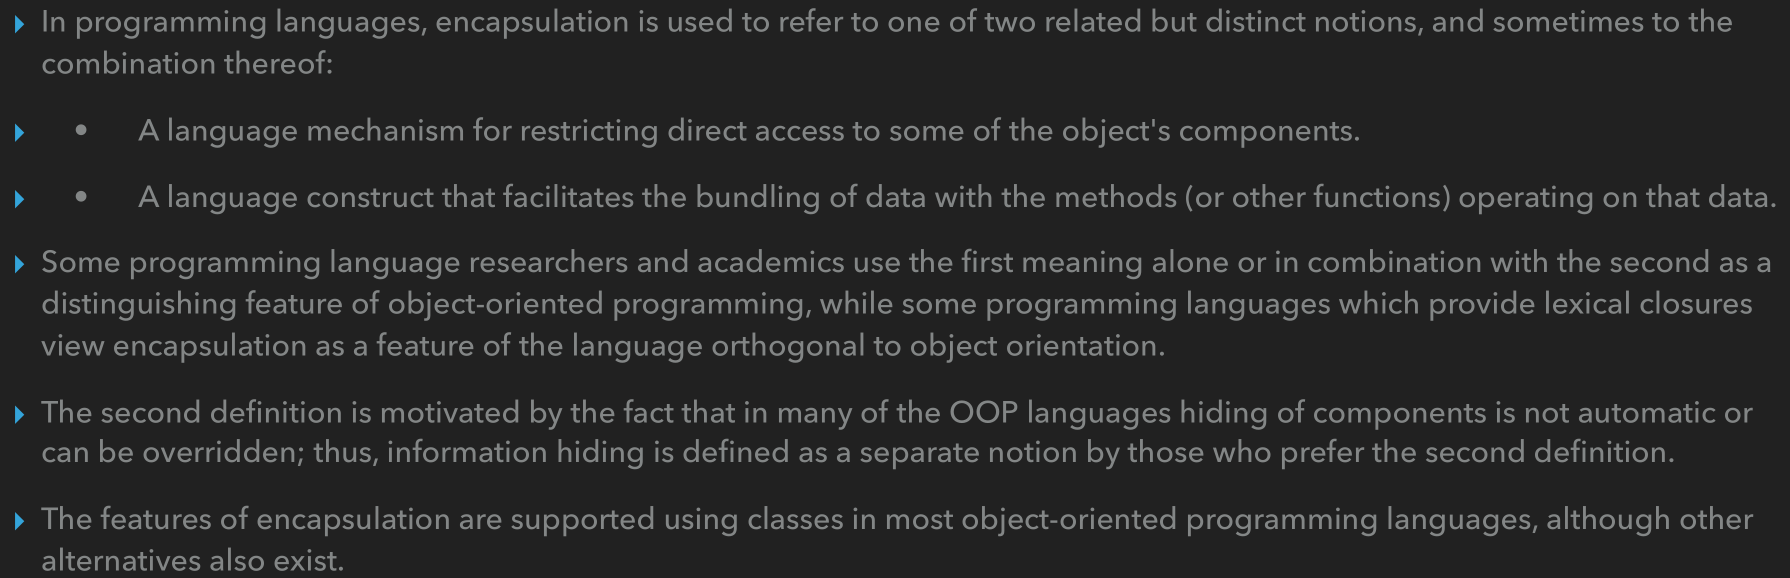 In programming languages, encapsulation is used to refer to one of two related but distinct notions, and sometimes to the
combination thereof:
• A language mechanism for restricting direct access to some of the object's components.
• A language construct that facilitates the bundling of data with the methods (or other functions) operating on that data.
Some programming language researchers and academics use the first meaning alone or in combination with the second as a
distinguishing feature of object-oriented programming, while some programming languages which provide lexical closures
view encapsulation as a feature of the language orthogonal to object orientation.
The second definition is motivated by the fact that in many of the OOP languages hiding of components is not automatic or
can be overridden; thus, information hiding is defined as a separate notion by those who prefer the second definition.
The features of encapsulation are supported using classes in most object-oriented programming languages, although other
alternatives also exist.